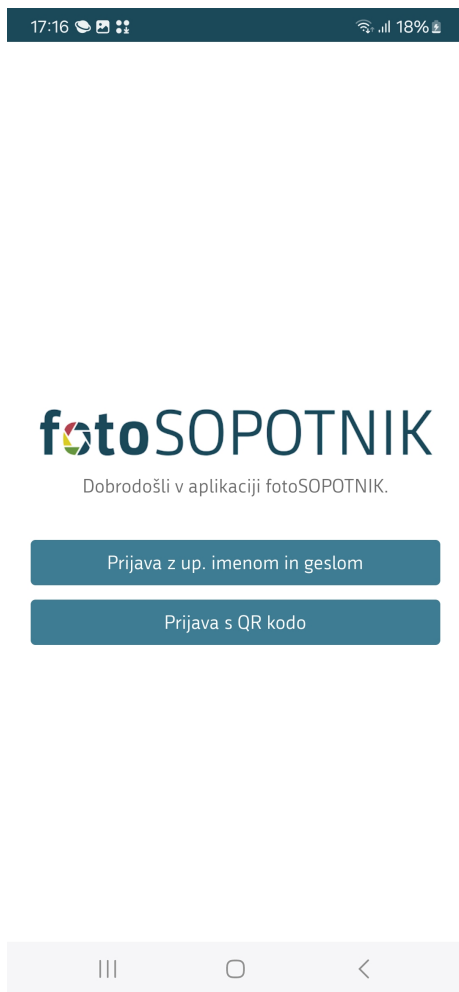 17:16
18%
fotoSOPOTNIK
Dobrodošli v aplikaciji fotoSOPOTNIK.
Prijava z up. imenom in geslom
Prijava s QR kodo